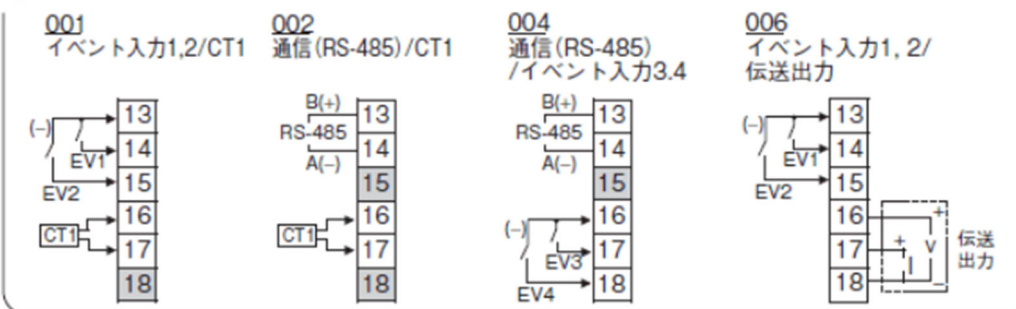 001
イベント入力1,2/CT1
(−)
EV1
EV2
CT1
13
14
15
16
17
18
002
通信(RS-485)/CT1
B(+)
RS-485
A(−)
CT1
13
14
15
16
17
18
004
通信(RS-485)
/イベント入力3.4
B(+)
RS-485
A(−)
(−)
EV3
EV4
13
14
15
16
17
18
006
イベント入力1, 2/
伝送出力
(−)
EV1
EV2
13
14
15
16
17
18
+
+
V
I
−
伝送
出力